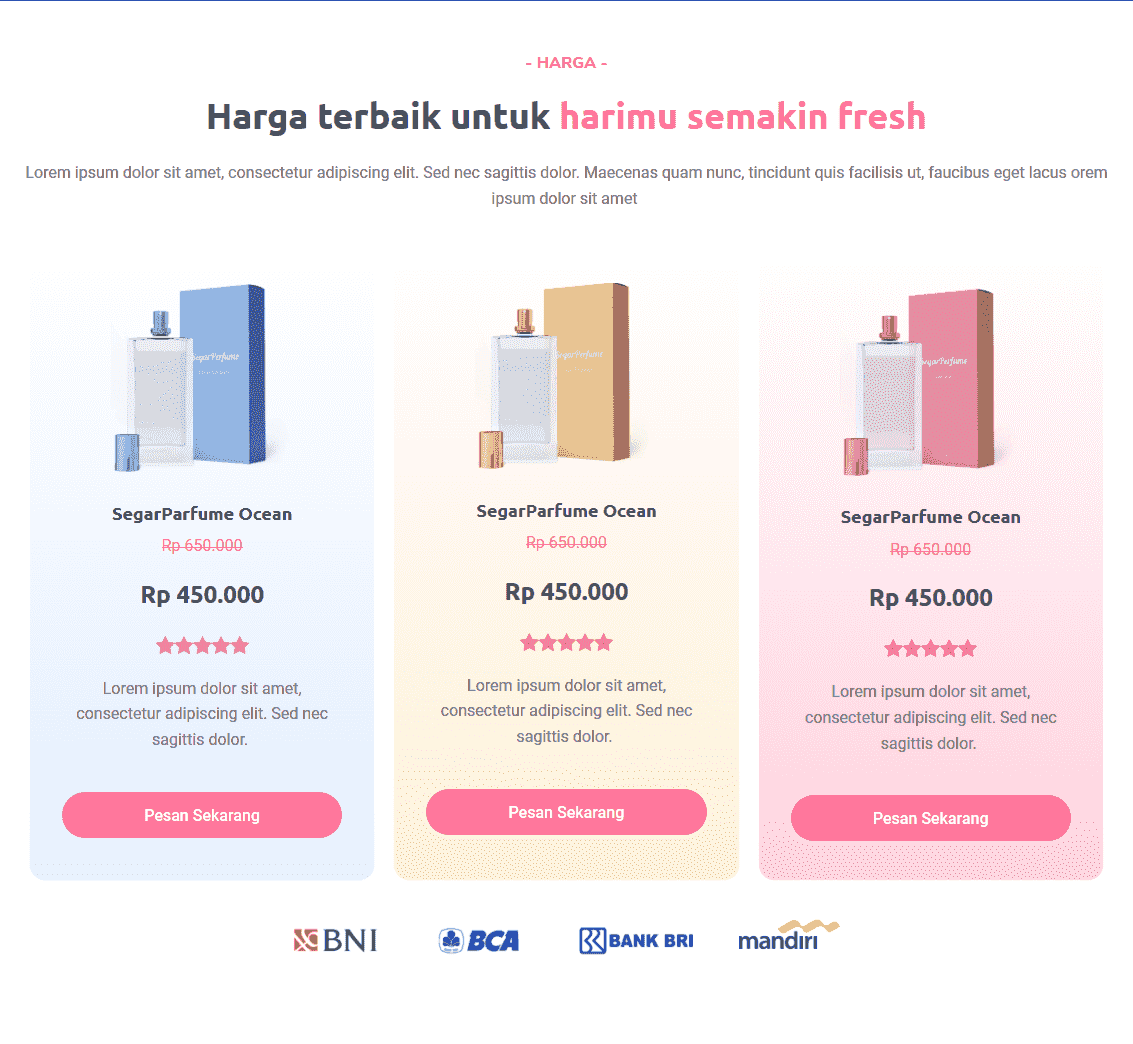 - HARGA -
Harga terbaik untuk harimu semakin fresh
Lorem ipsum dolor sit amet, consectetur adipiscing elit. Sed nec sagittis dolor. Maecenas quam nunc, tincidunt quis facilisis ut, faucibus eget lacus orem
ipsum dolor sit amet
SegarPerfume
SegarParfume Ocean
Rp 650.000
Rp 450.000
Lorem ipsum dolor sit amet,
consectetur adipiscing elit. Sed nec
sagittis dolor.
Pesan Sekarang
SegarPerfume
SegarParfume Ocean
Rp 650.000
Rp 450.000
Lorem ipsum dolor sit amet,
consectetur adipiscing elit. Sed nec
sagittis dolor.
Pesan Sekarang
SegarPerfume
SegarParfume Ocean
Rp 650.000
Rp 450.000
Lorem ipsum dolor sit amet,
consectetur adipiscing elit. Sed nec
sagittis dolor.
Pesan Sekarang
BNI
BCA
BANK BRI
mandiri